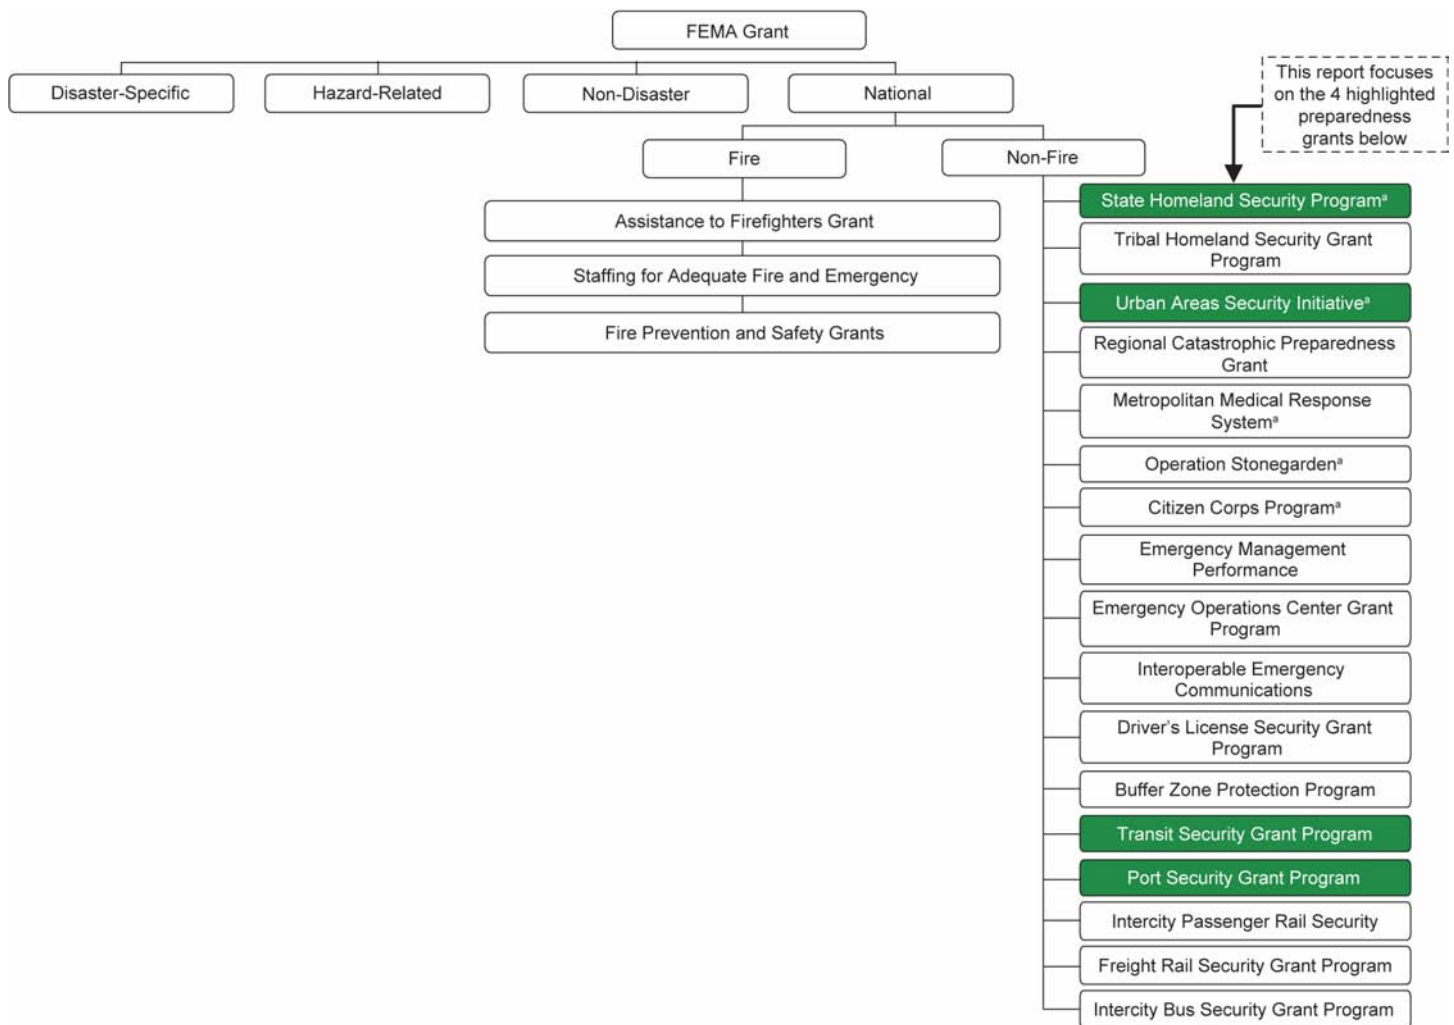 FEMA Grant
Disaster-Specific
Hazard-Related
Non-Disaster
National
This report focuses
on the 4 highlighted
preparedness
grants below
Fire
Non-Fire
Assistance to Firefighters Grant
Staffing for Adequate Fire and Emergency
Fire Prevention and Safety Grants
State Homeland Security Programᵃ
Tribal Homeland Security Grant
Program
Urban Areas Security Initiativeᵃ
Regional Catastrophic Preparedness
Grant
Metropolitan Medical Response
Systemᵃ
Operation Stonegardenᵃ
Citizen Corps Programᵃ
Emergency Management
Performance
Emergency Operations Center Grant
Program
Interoperable Emergency
Communications
Driver's License Security Grant
Program
Buffer Zone Protection Program
Transit Security Grant Program
Port Security Grant Program
Intercity Passenger Rail Security
Freight Rail Security Grant Program
Intercity Bus Security Grant Program